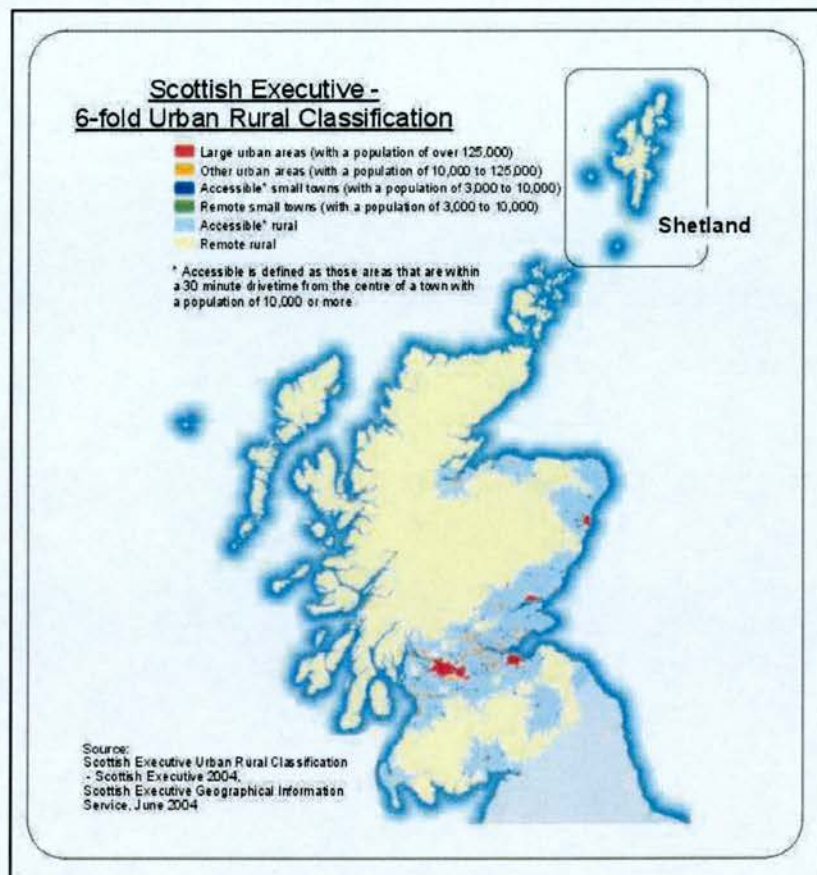 Scottish Executive -
6-fold Urban Rural Classification
Large urban areas (with a population of over 125,000)
Other urban areas (with a population of 10,000 to 125,000)
Accessible* small towns (with a population of 3,000 to 10,000)
Remote small towns (with a population of 3,000 to 10,000)
Accessible* rural
Remote rural
* Accessible is defined as those areas that are within
a 30 minute drivetime from the centre of a town with
a population of 10,000 or more
Shetland
Source:
Scottish Executive Urban Rural Classification
- Scottish Executive 2004,
Scottish Executive Geographical Information
Service, June 2004